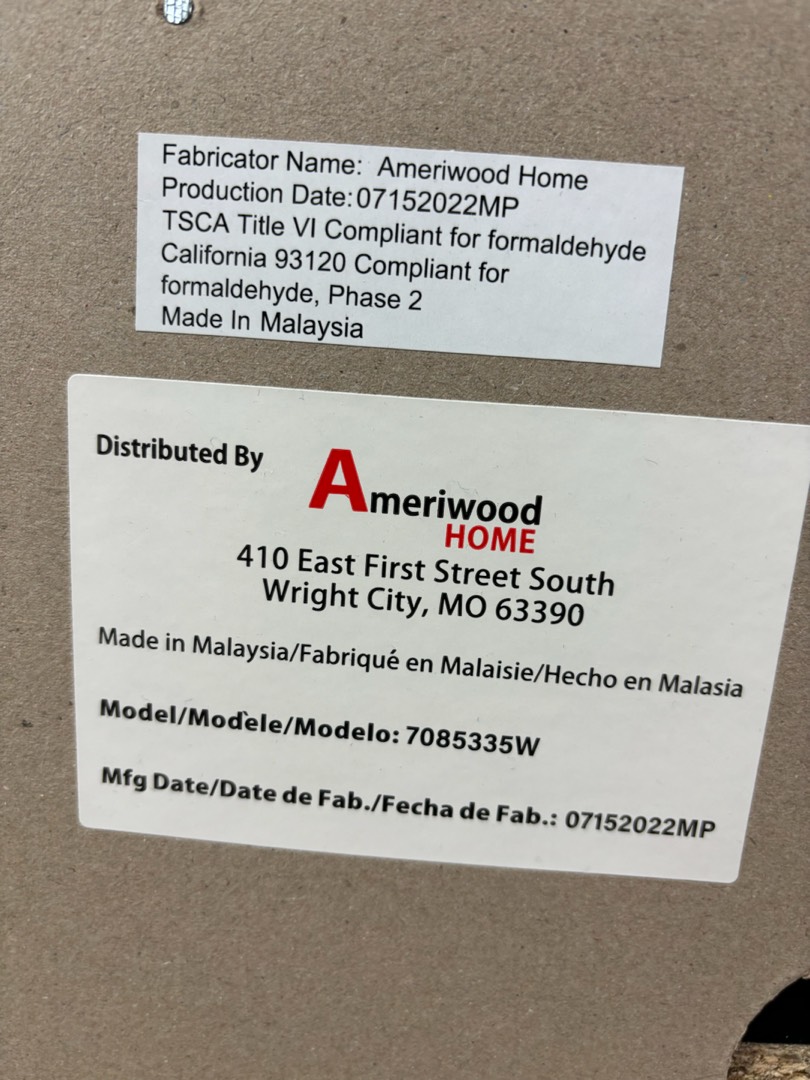 Fabricator Name: Ameriwood Home
Production Date:07152022MP
TSCA Title VI Compliant for formaldehyde
California 93120 Compliant for
formaldehyde, Phase 2
Made In Malaysia
Distributed By
Ameriwood
HOME
410 East First Street South
Wright City, MO 63390
Made in Malaysia/Fabriqué en Malaisie/Hecho en Malasia
Model/Modèle/Modelo: 7085335W
Mfg Date/Date de Fab./Fecha de Fab.: 07152022MP